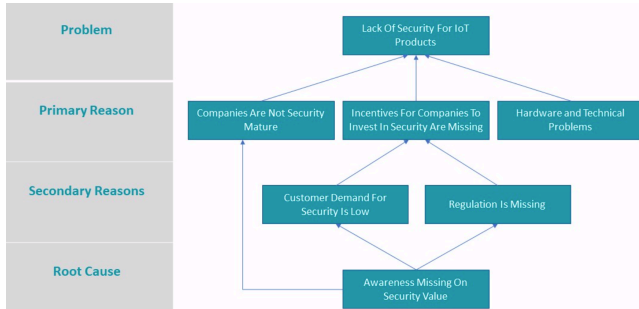 Problem
Lack Of Security For IoT
Products
Primary Reason
Companies Are Not Security
Mature
Incentives For Companies To
Invest In Security Are Missing
Hardware and Technical
Problems
Secondary Reasons
Customer Demand For
Security Is Low
Regulation Is Missing
Root Cause
Awareness Missing On
Security Value